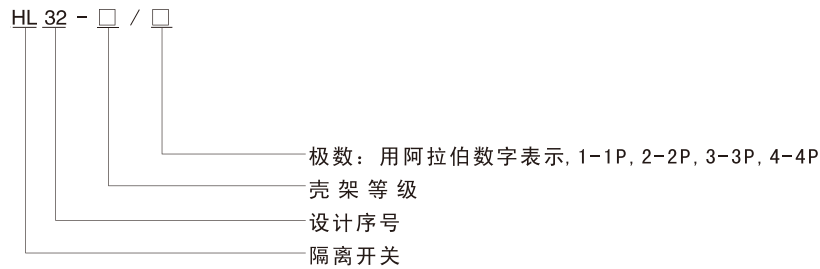 HL 32 - □ / □
极数：用阿拉伯数字表示, 1-1P, 2-2P, 3-3P, 4-4P
壳架等级
设计序号
隔离开关